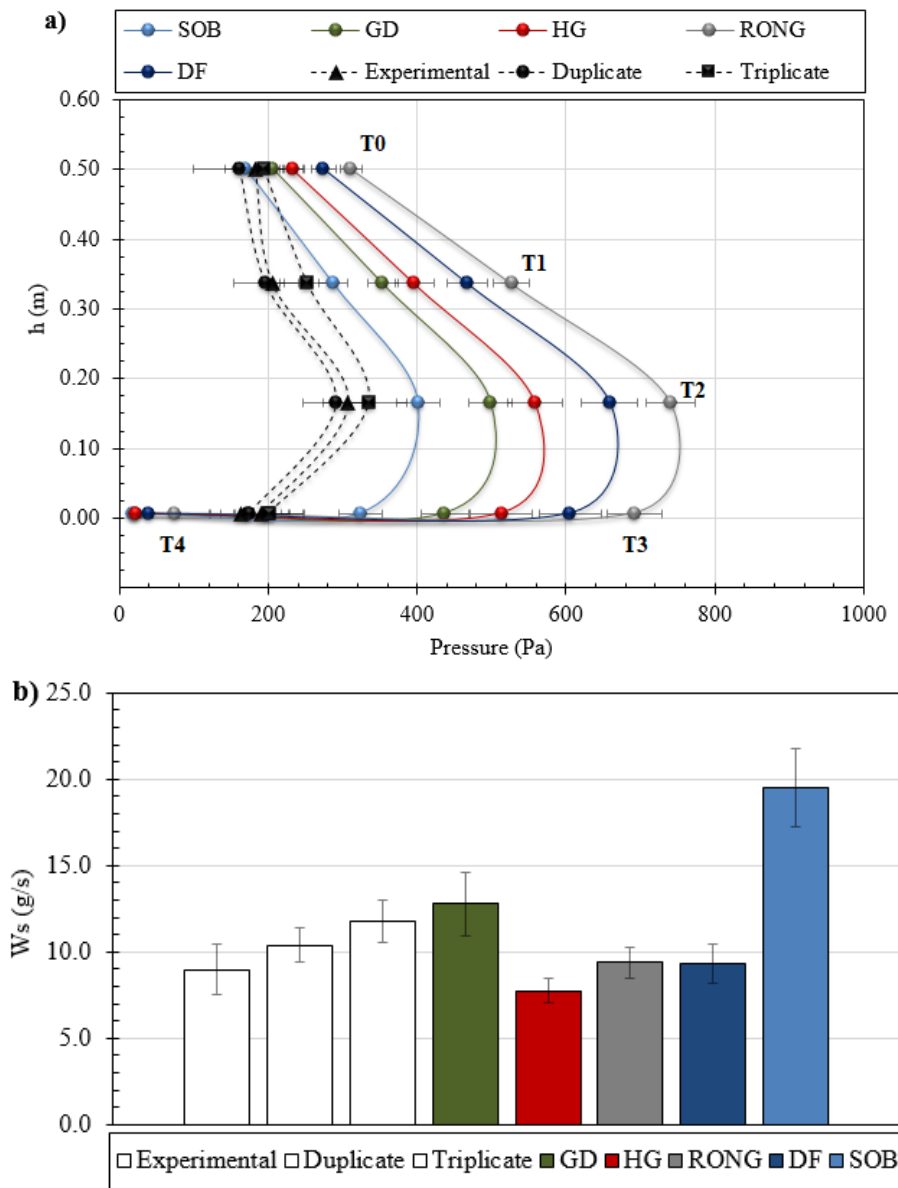 a)
SOB GD HG RONG
DF Experimental Duplicate Triplicate
0.60
0.50
0.40
0.30
0.20
0.10
0.00
h (m)
T0
T1
T2
T3
T4
0 200 400 600 800 1000
Pressure (Pa)
b)
25.0
20.0
15.0
10.0
5.0
0.0
Ws (g/s)
Experimental Duplicate Triplicate GD HG RONG DF SOB